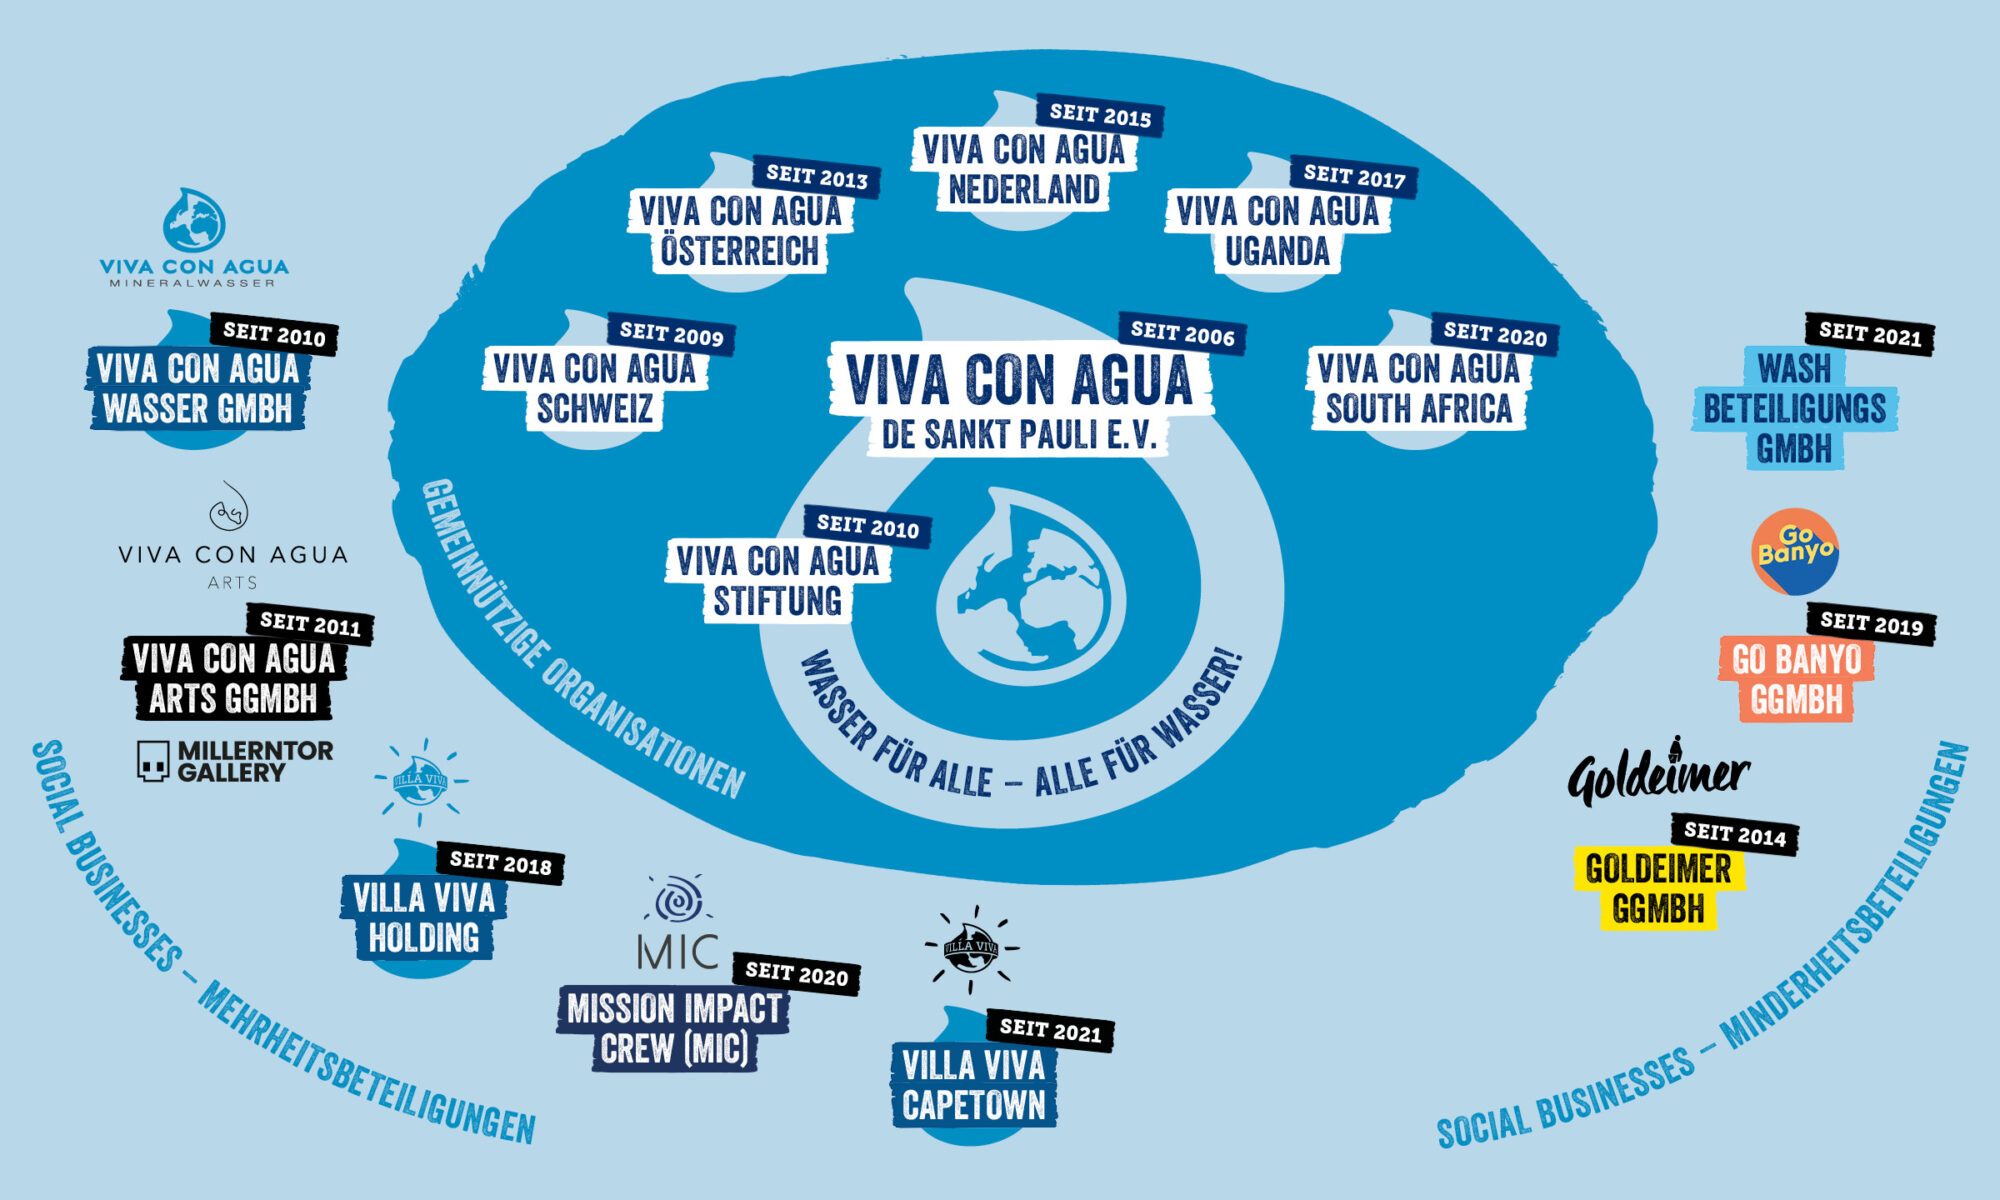 SEIT 2015
VIVA CON AGUA
NEDERLAND
SEIT 2013
VIVA CON AGUA
ÖSTERREICH
SEIT 2017
VIVA CON AGUA
UGANDA
SEIT 2009
VIVA CON AGUA
SCHWEIZ
SEIT 2006
VIVA CON AGUA
DE SANKT PAULI E.V.
SEIT 2020
VIVA CON AGUA
SOUTH AFRICA
SEIT 2010
VIVA CON AGUA
STIFTUNG
WASSER FÜR ALLE – ALLE FÜR WASSER!
GEMEINNÜTZIGE ORGANISATIONEN
VIVA CON AGUA
MINERALWASSER
SEIT 2010
VIVA CON AGUA
WASSER GMBH
VIVA CON AGUA
ARTS
SEIT 2011
VIVA CON AGUA
ARTS GGMBH
MILLERNTOR
GALLERY
VILLA VIVA
SEIT 2018
VILLA VIVA
HOLDING
MIC
SEIT 2020
MISSION IMPACT
CREW (MIC)
VILLA VIVA
SEIT 2021
VILLA VIVA
CAPETOWN
SOCIAL BUSINESSES – MEHRHEITSBETEILIGUNGEN
SEIT 2021
WASH
BETEILIGUNGS
GMBH
Go
Banyo
SEIT 2019
GO BANYO
GGMBH
Goldeimer
SEIT 2014
GOLDEIMER
GGMBH
SOCIAL BUSINESSES – MINDERHEITSBETEILIGUNGEN